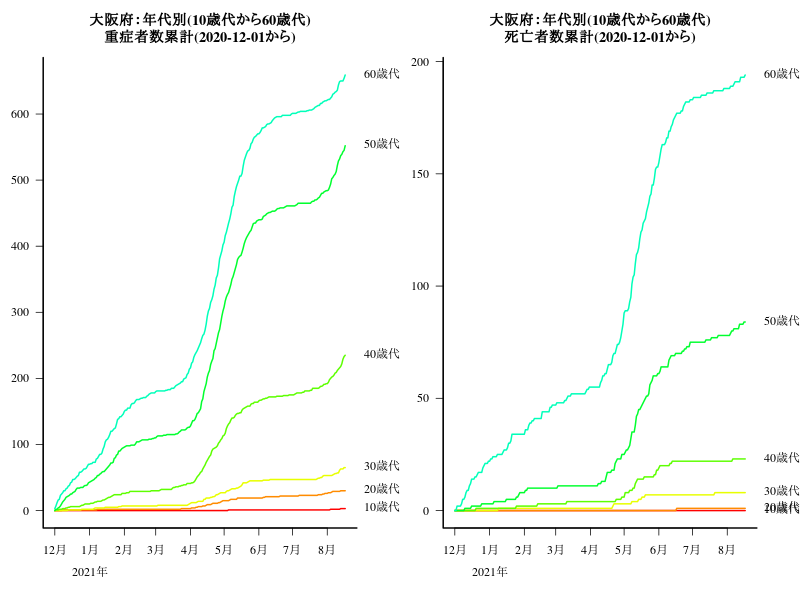 大阪府：年代別(10歳代から60歳代)
重症者数累計(2020-12-01から)
600
500
400
300
200
100
0
60歳代
50歳代
40歳代
30歳代
20歳代
10歳代
12月 1月 2月 3月 4月 5月 6月 7月 8月
2021年
大阪府：年代別(10歳代から60歳代)
死亡者数累計(2020-12-01から)
200
150
100
50
0
60歳代
50歳代
40歳代
30歳代
20歳代
10歳代
12月 1月 2月 3月 4月 5月 6月 7月 8月
2021年